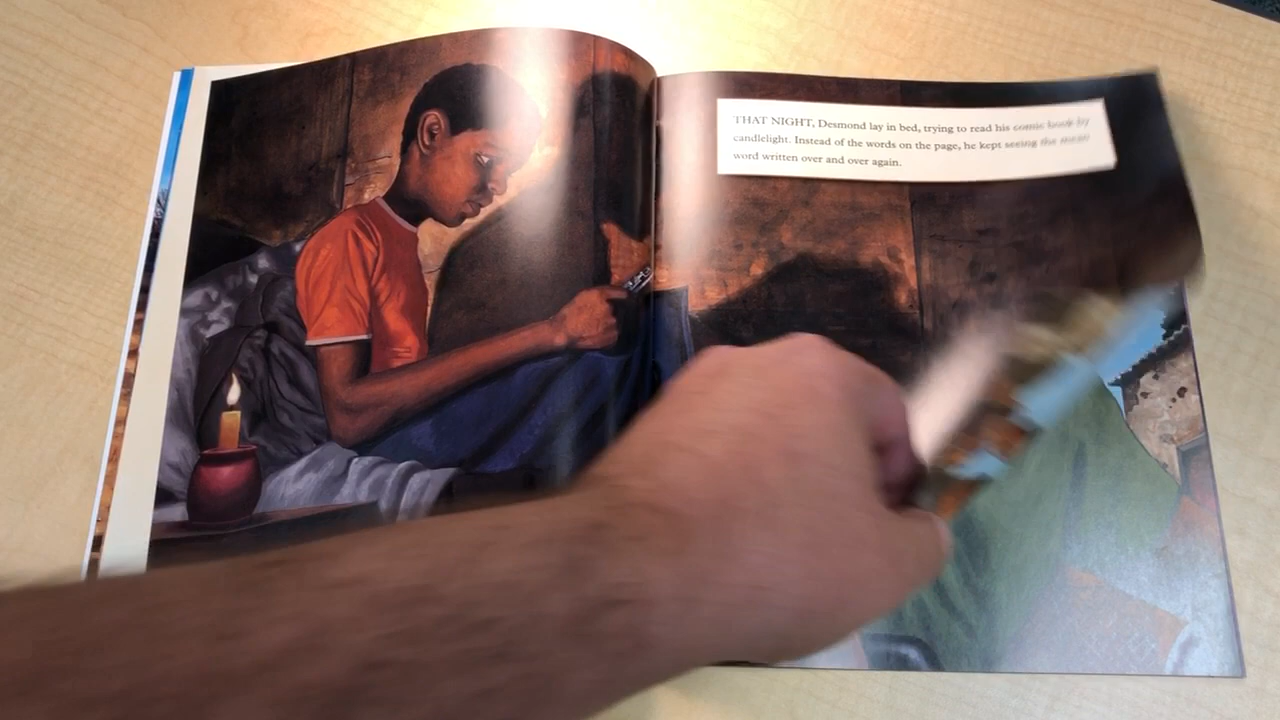 THAT NIGHT, Desmond lay in bed, trying to read his comic book by
candlelight. Instead of the words on the page, he kept seeing the mean
word written over and over again.